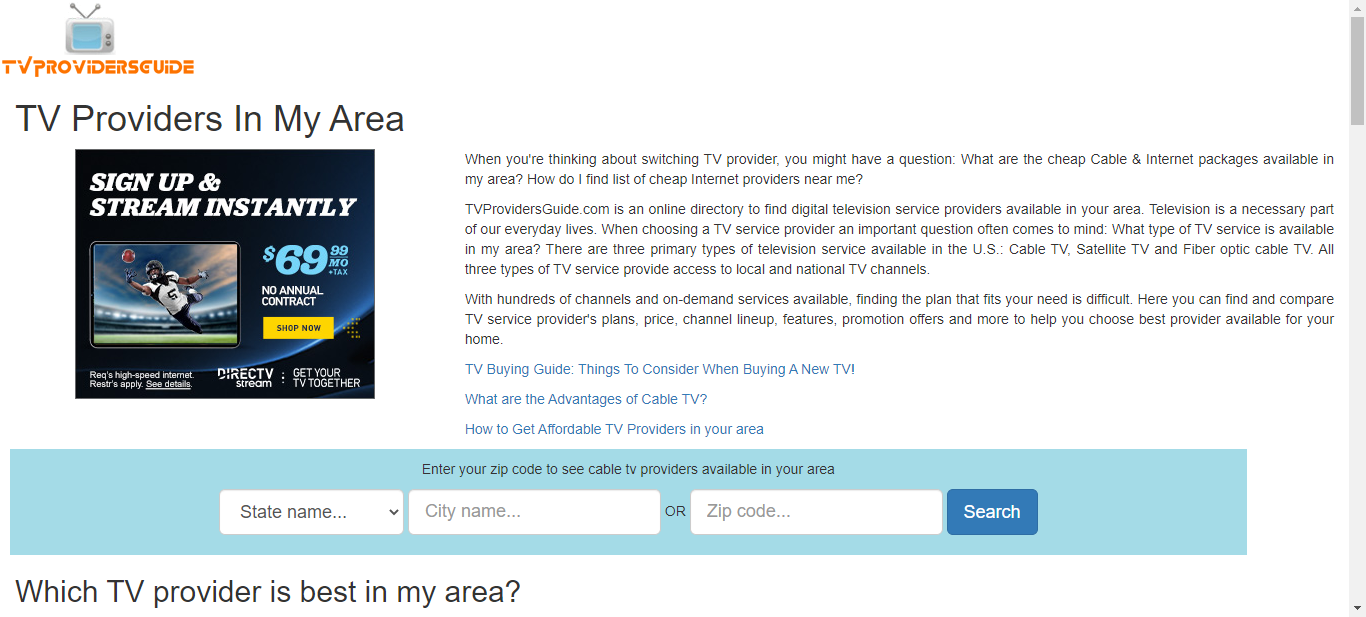 TVPROVIDERSGUIDE
TV Providers In My Area
SIGN UP &
STREAM INSTANTLY
$69.99 MO +TAX
NO ANNUAL
CONTRACT
SHOP NOW
Req's high-speed internet.
Restr's apply. See details.
DIRECTV stream
GET YOUR
TV TOGETHER
When you're thinking about switching TV provider, you might have a question: What are the cheap Cable & Internet packages available in
my area? How do I find list of cheap Internet providers near me?
TVProvidersGuide.com is an online directory to find digital television service providers available in your area. Television is a necessary part
of our everyday lives. When choosing a TV service provider an important question often comes to mind: What type of TV service is available
in my area? There are three primary types of television service available in the U.S.: Cable TV, Satellite TV and Fiber optic cable TV. All
three types of TV service provide access to local and national TV channels.
With hundreds of channels and on-demand services available, finding the plan that fits your need is difficult. Here you can find and compare
TV service provider's plans, price, channel lineup, features, promotion offers and more to help you choose best provider available for your
home.
TV Buying Guide: Things To Consider When Buying A New TV!
What are the Advantages of Cable TV?
How to Get Affordable TV Providers in your area
Enter your zip code to see cable tv providers available in your area
State name... City name... OR Zip code... Search
Which TV provider is best in my area?